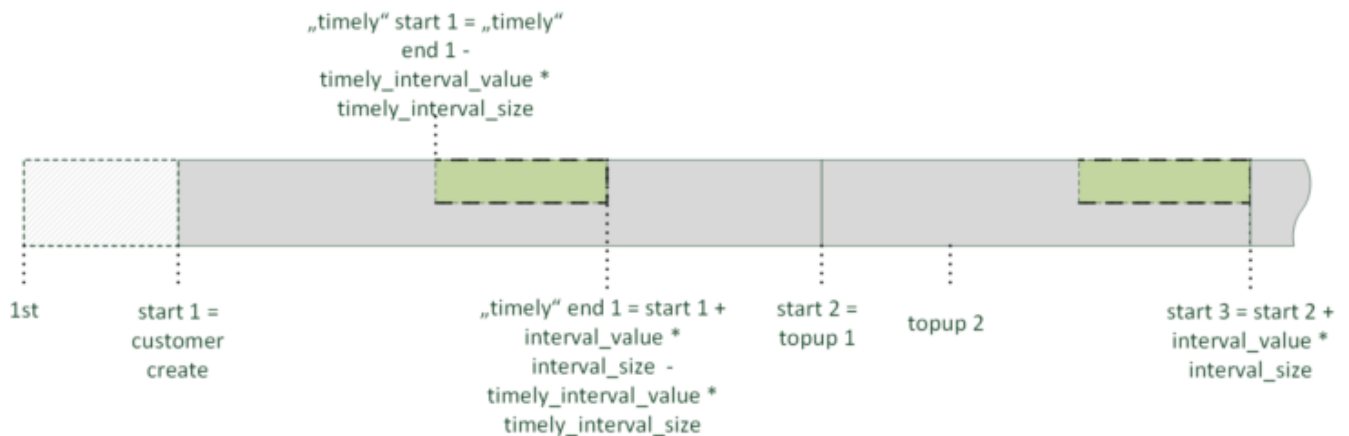 „timely“ start 1 = „timely“
end 1 -
timely_interval_value *
timely_interval_size
1st
start 1 =
customer
create
„timely“ end 1 = start 1 +
interval_value *
interval_size -
timely_interval_value *
timely_interval_size
start 2 =
topup 1
topup 2
start 3 = start 2 +
interval_value *
interval_size